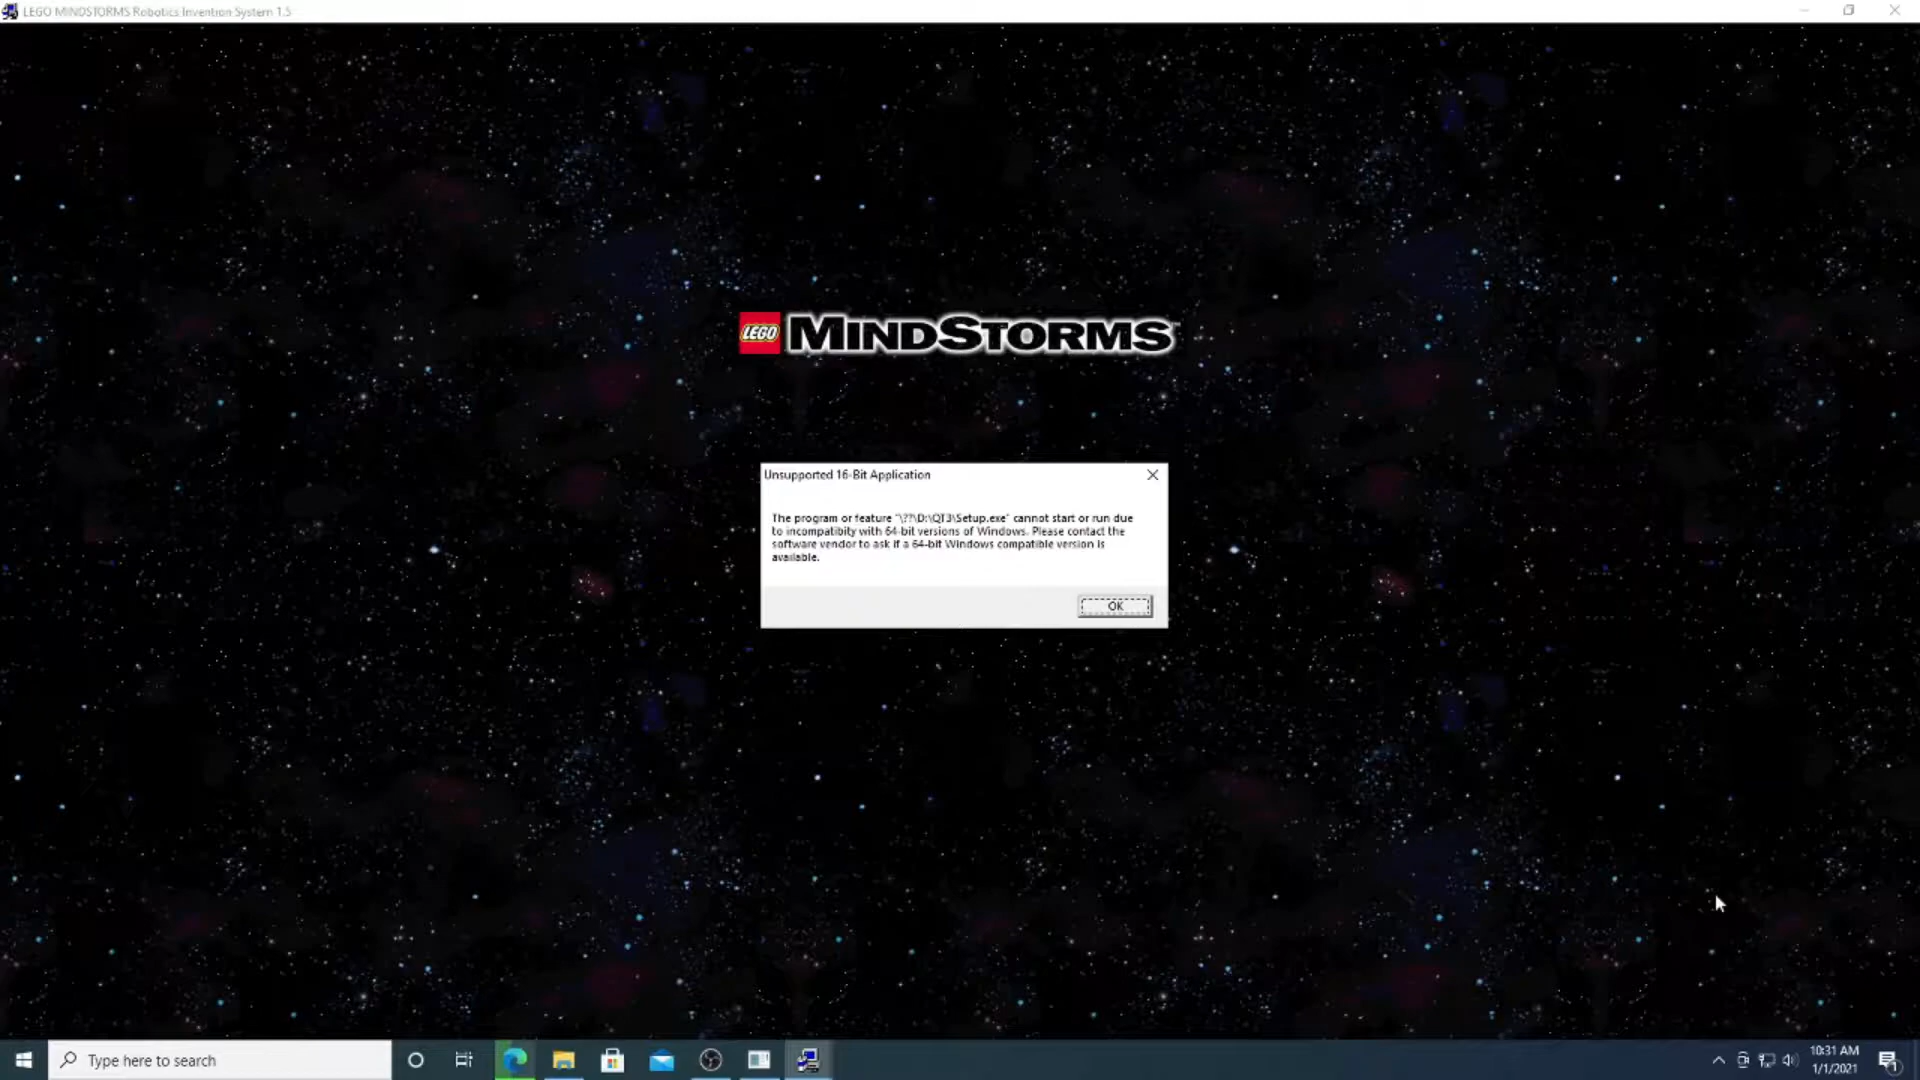 LEGO MINDSTORMS Robotics Invention System 1.5
LEGO MINDSTORMS
Unsupported 16-Bit Application
The program or feature "\??\D:\QT3\Setup.exe" cannot start or run due
to incompatibity with 64-bit versions of Windows. Please contact the
software vendor to ask if a 64-bit Windows compatible version is
available.
OK
Type here to search
10:31 AM
1/1/2021
1